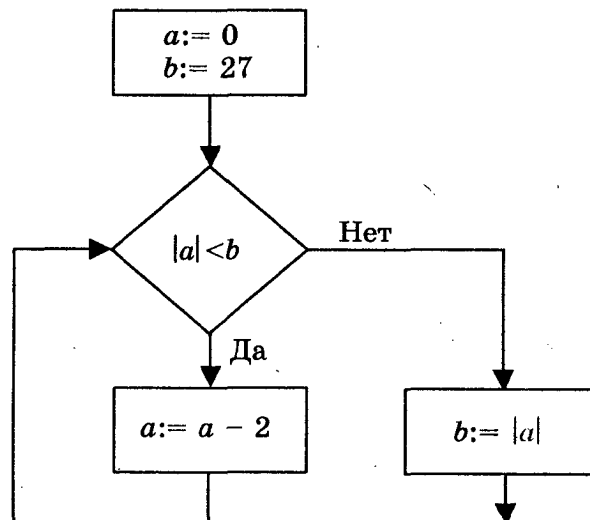 a:= 0
b:= 27
|a|<b
Нет
Да
a:= a − 2
b:= |a|